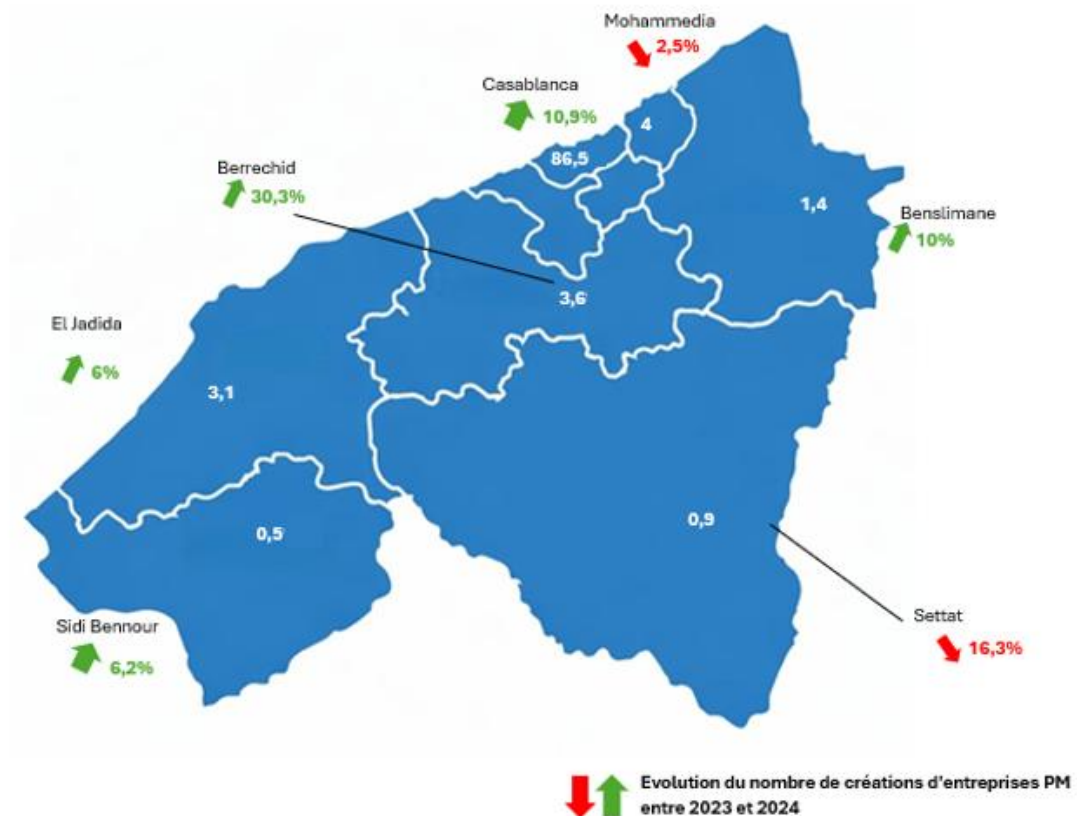 Mohammedia
2,5%
Casablanca
10,9%
4
86,5
Berrechid
30,3%
1,4
Benslimane
10%
3,6
El Jadida
6%
3,1
0,9
0,5
Settat
16,3%
Sidi Bennour
6,2%
Evolution du nombre de créations d'entreprises PM
entre 2023 et 2024